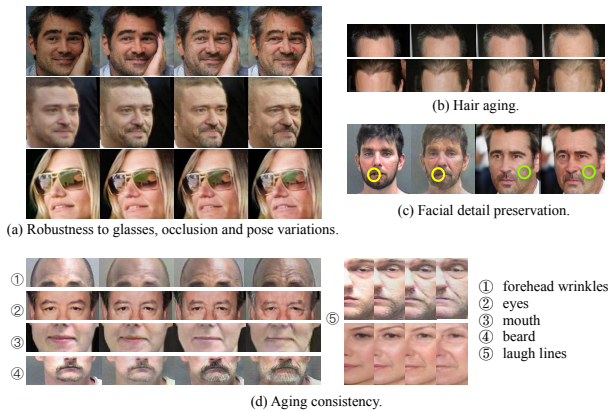 (b) Hair aging.
(c) Facial detail preservation.
(a) Robustness to glasses, occlusion and pose variations.
①
②
③
④
⑤
① forehead wrinkles
② eyes
③ mouth
④ beard
⑤ laugh lines
(d) Aging consistency.